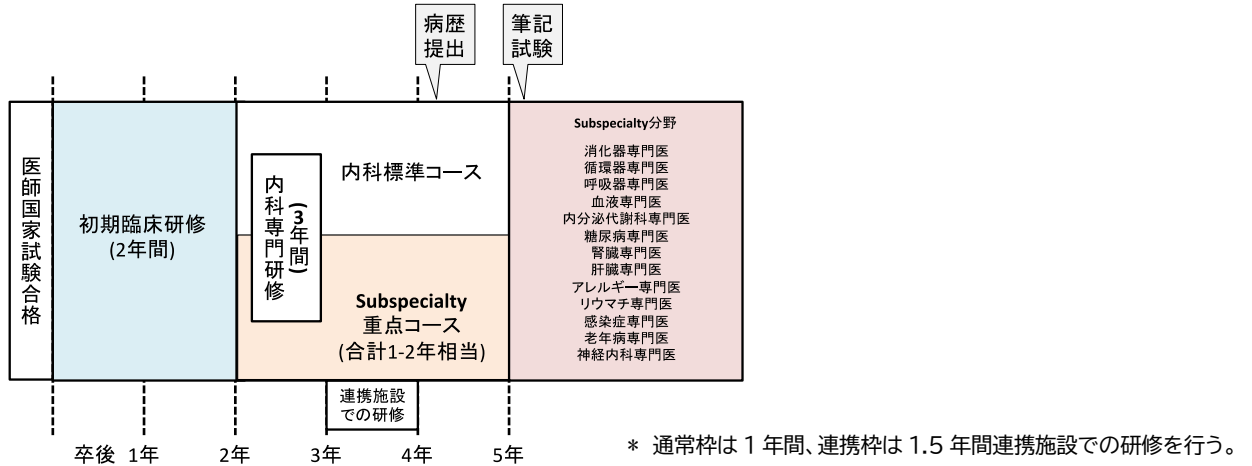 病歴
提出
筆記
試験
医師国家試験合格
初期臨床研修
(2年間)
内科専門研修
(3年間)
内科標準コース
Subspecialty
重点コース
(合計1-2年相当)
Subspecialty分野
消化器専門医
循環器専門医
呼吸器専門医
血液専門医
内分泌代謝科専門医
糖尿病専門医
腎臓専門医
肝臓専門医
アレルギー専門医
リウマチ専門医
感染症専門医
老年病専門医
神経内科専門医
連携施設
での研修
卒後 1年 2年 3年 4年 5年
* 通常枠は 1 年間、連携枠は 1.5 年間連携施設での研修を行う。